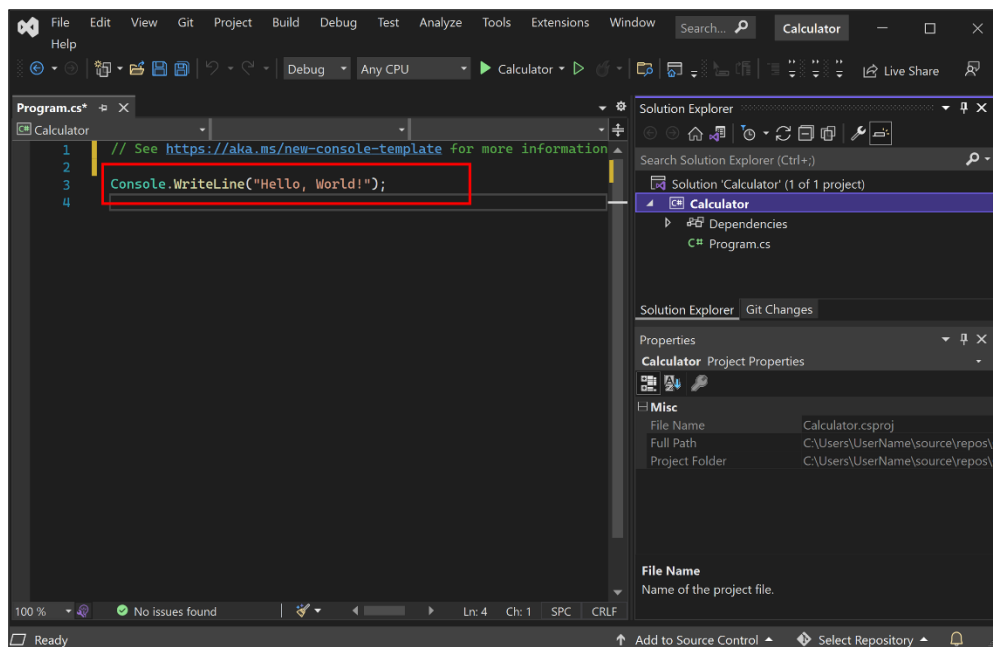 File Edit View Git Project Build Debug Test Analyze Tools Extensions Window Search... Calculator
Help
Debug Any CPU Calculator Live Share
Program.cs*
C# Calculator
1 // See https://aka.ms/new-console-template for more information
2
3 Console.WriteLine("Hello, World!");
4
100 % No issues found Ln: 4 Ch: 1 SPC CRLF
Solution Explorer
Search Solution Explorer (Ctrl+;)
Solution 'Calculator' (1 of 1 project)
C# Calculator
Dependencies
C# Program.cs
Solution Explorer Git Changes
Properties
Calculator Project Properties
Misc
File Name Calculator.csproj
Full Path C:\Users\UserName\source\repos\
Project Folder C:\Users\UserName\source\repos\
File Name
Name of the project file.
Ready Add to Source Control Select Repository